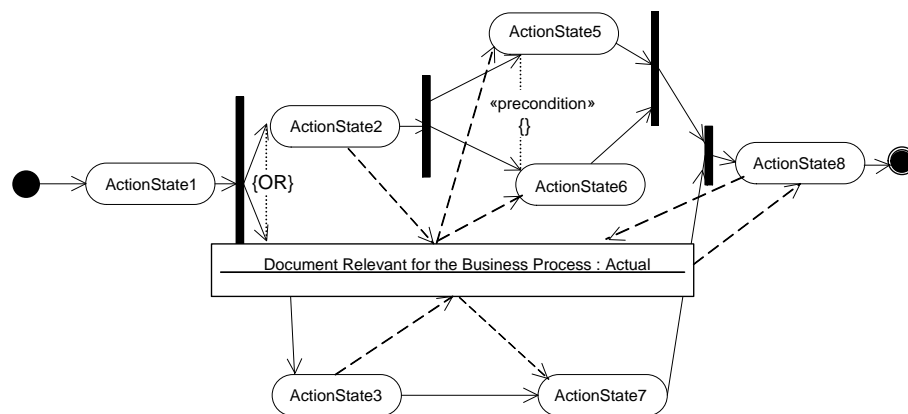 ActionState5
«precondition»
{}
ActionState2
ActionState1
{OR}
ActionState6
ActionState8
Document Relevant for the Business Process : Actual
ActionState3
ActionState7